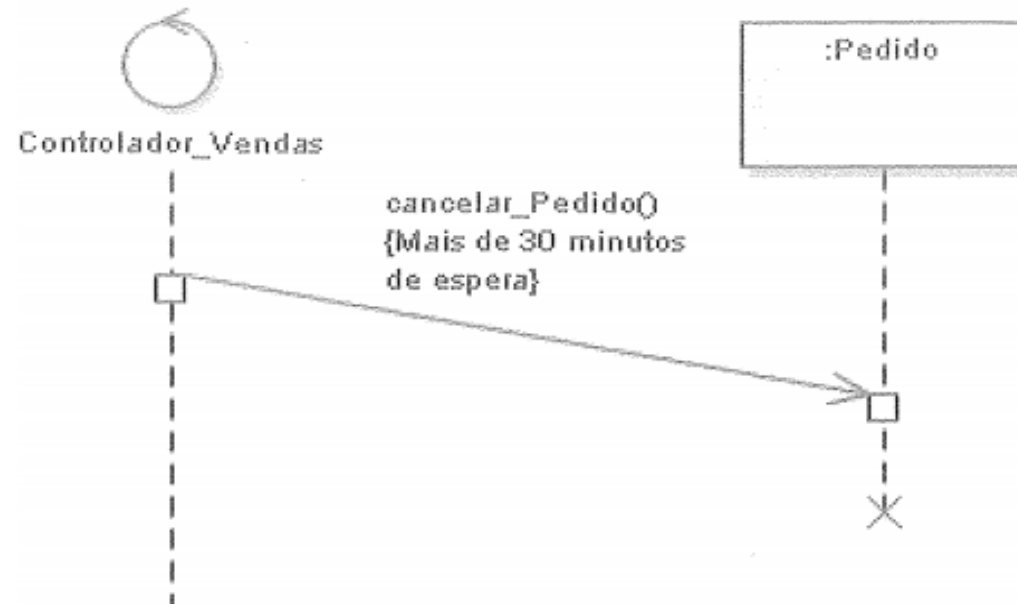 :Pedido
Controlador_Vendas
cancelar_Pedido()
{Mais de 30 minutos
de espera}